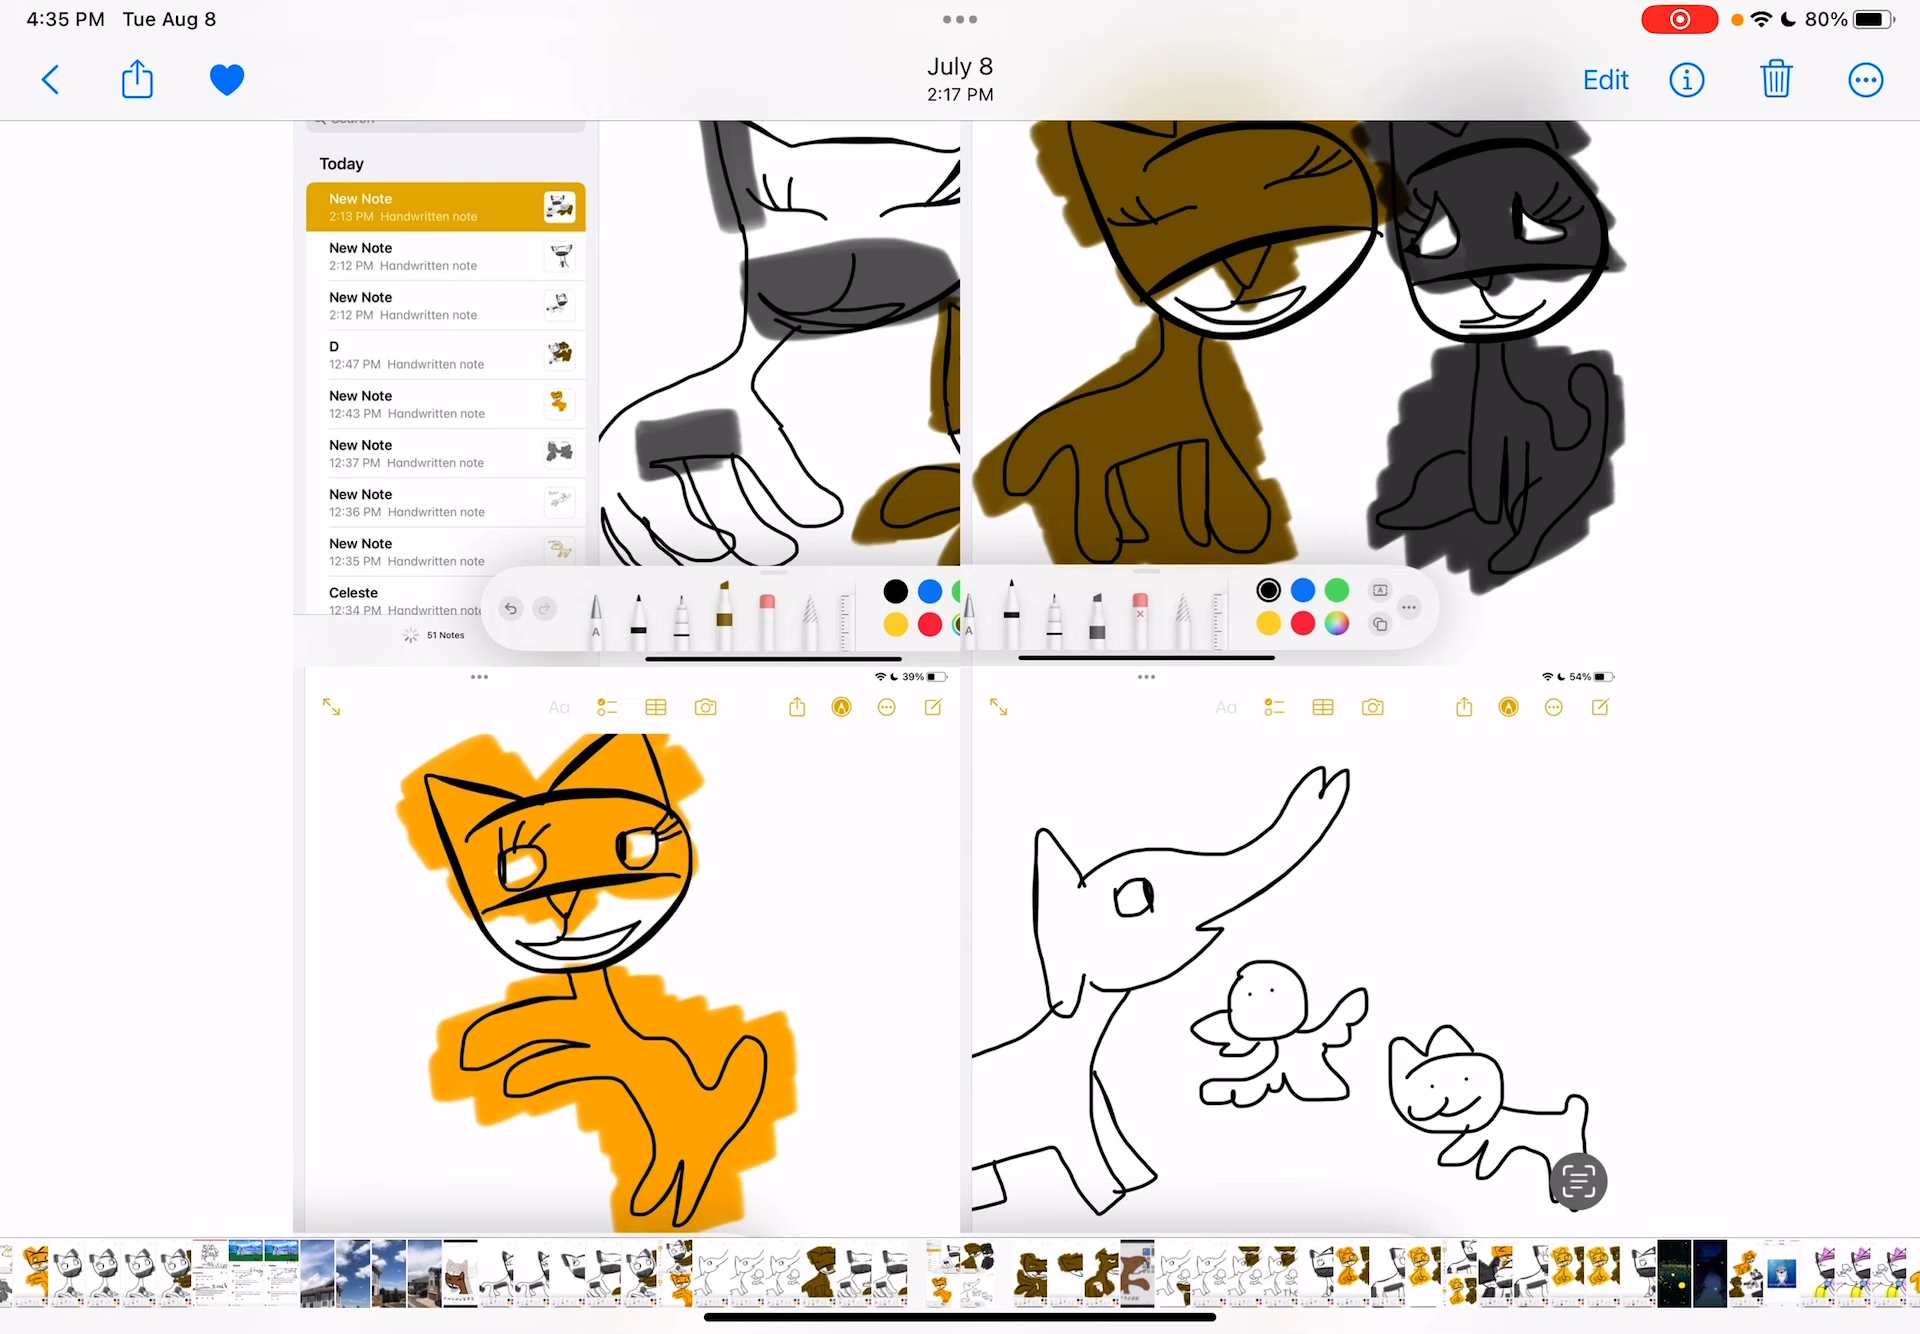 4:35 PM Tue Aug 8
80%
July 8
2:17 PM
Edit
Search
Today
New Note
2:13 PM Handwritten note
New Note
2:12 PM Handwritten note
New Note
2:12 PM Handwritten note
D
12:47 PM Handwritten note
New Note
12:43 PM Handwritten note
New Note
12:37 PM Handwritten note
New Note
12:36 PM Handwritten note
New Note
12:35 PM Handwritten note
Celeste
12:34 PM Handwritten note
51 Notes
A
A
A
39%
Aa
54%
Aa